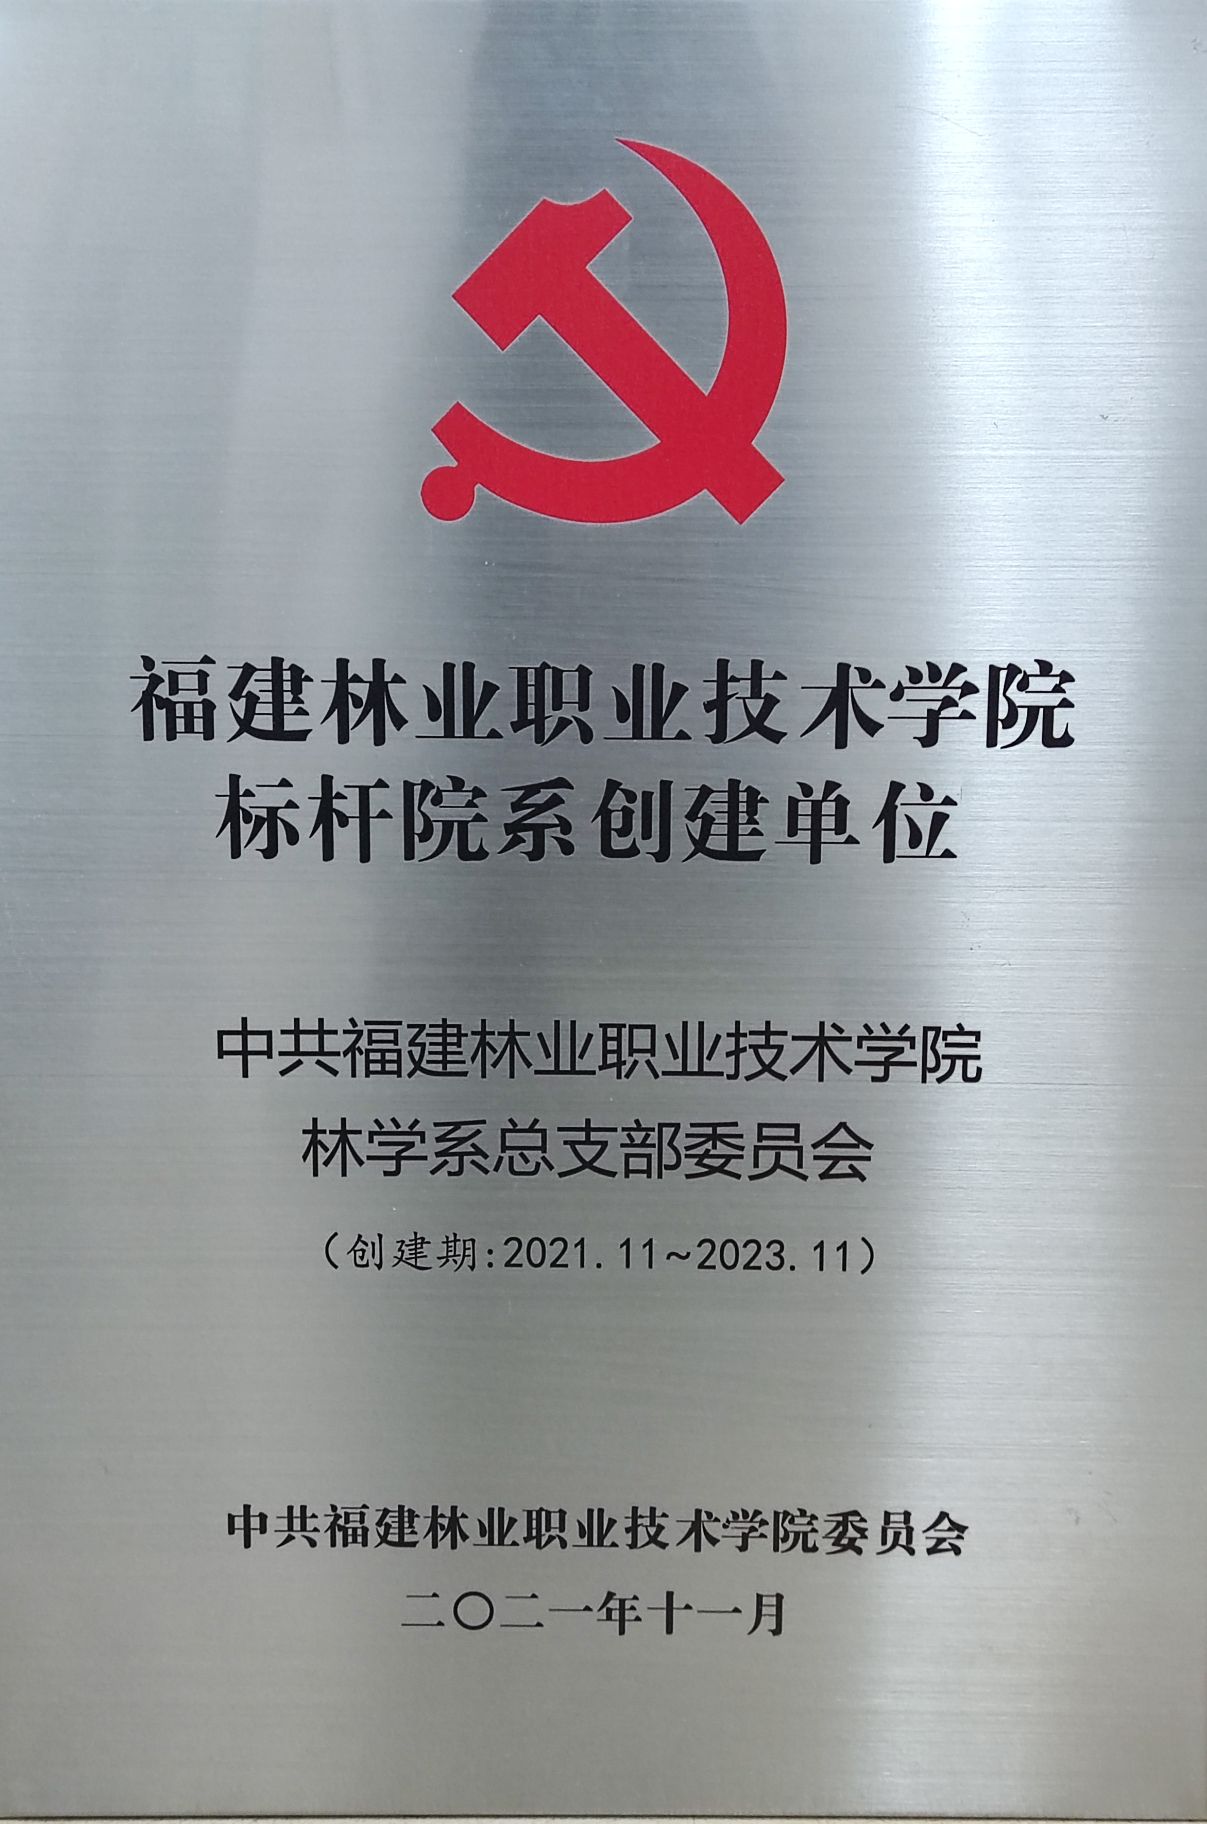 福建林业职业技术学院
标杆院系创建单位
中共福建林业职业技术学院
林学系总支部委员会
（创建期:2021.11~2023.11）
中共福建林业职业技术学院委员会
二〇二一年十一月